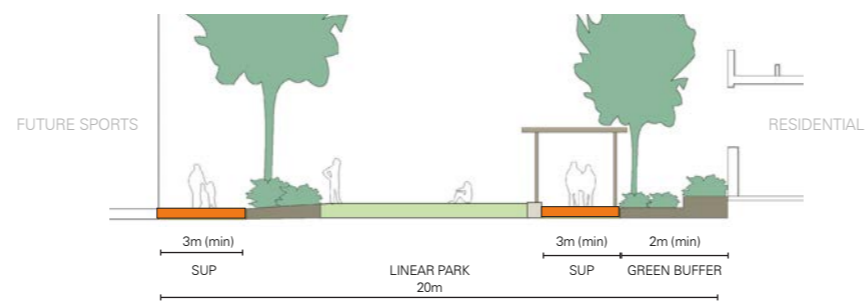 FUTURE SPORTS
RESIDENTIAL
3m (min)
3m (min)
2m (min)
SUP
LINEAR PARK
SUP
GREEN BUFFER
20m